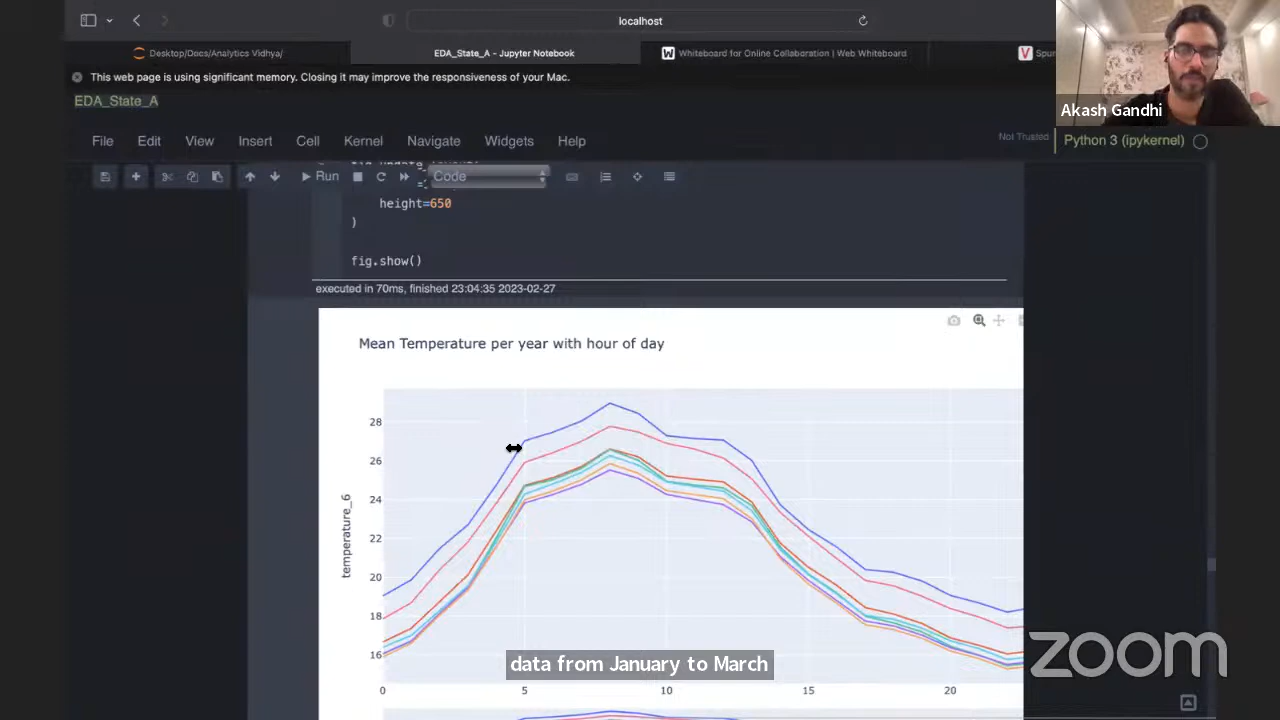 localhost
Desktop/Docs/Analytics Vidhya/
EDA_State_A - Jupyter Notebook
Whiteboard for Online Collaboration | Web Whiteboard
Spun
This web page is using significant memory. Closing it may improve the responsiveness of your Mac.
EDA_State_A
Akash Gandhi
File Edit View Insert Cell Kernel Navigate Widgets Help
Not Trusted
Python 3 (ipykernel)
Run
Code
height=650
)
fig.show()
executed in 70ms, finished 23:04:35 2023-02-27
Mean Temperature per year with hour of day
28
26
24
22
20
18
16
temperature_6
0 5 10 15 20
data from January to March
zoom